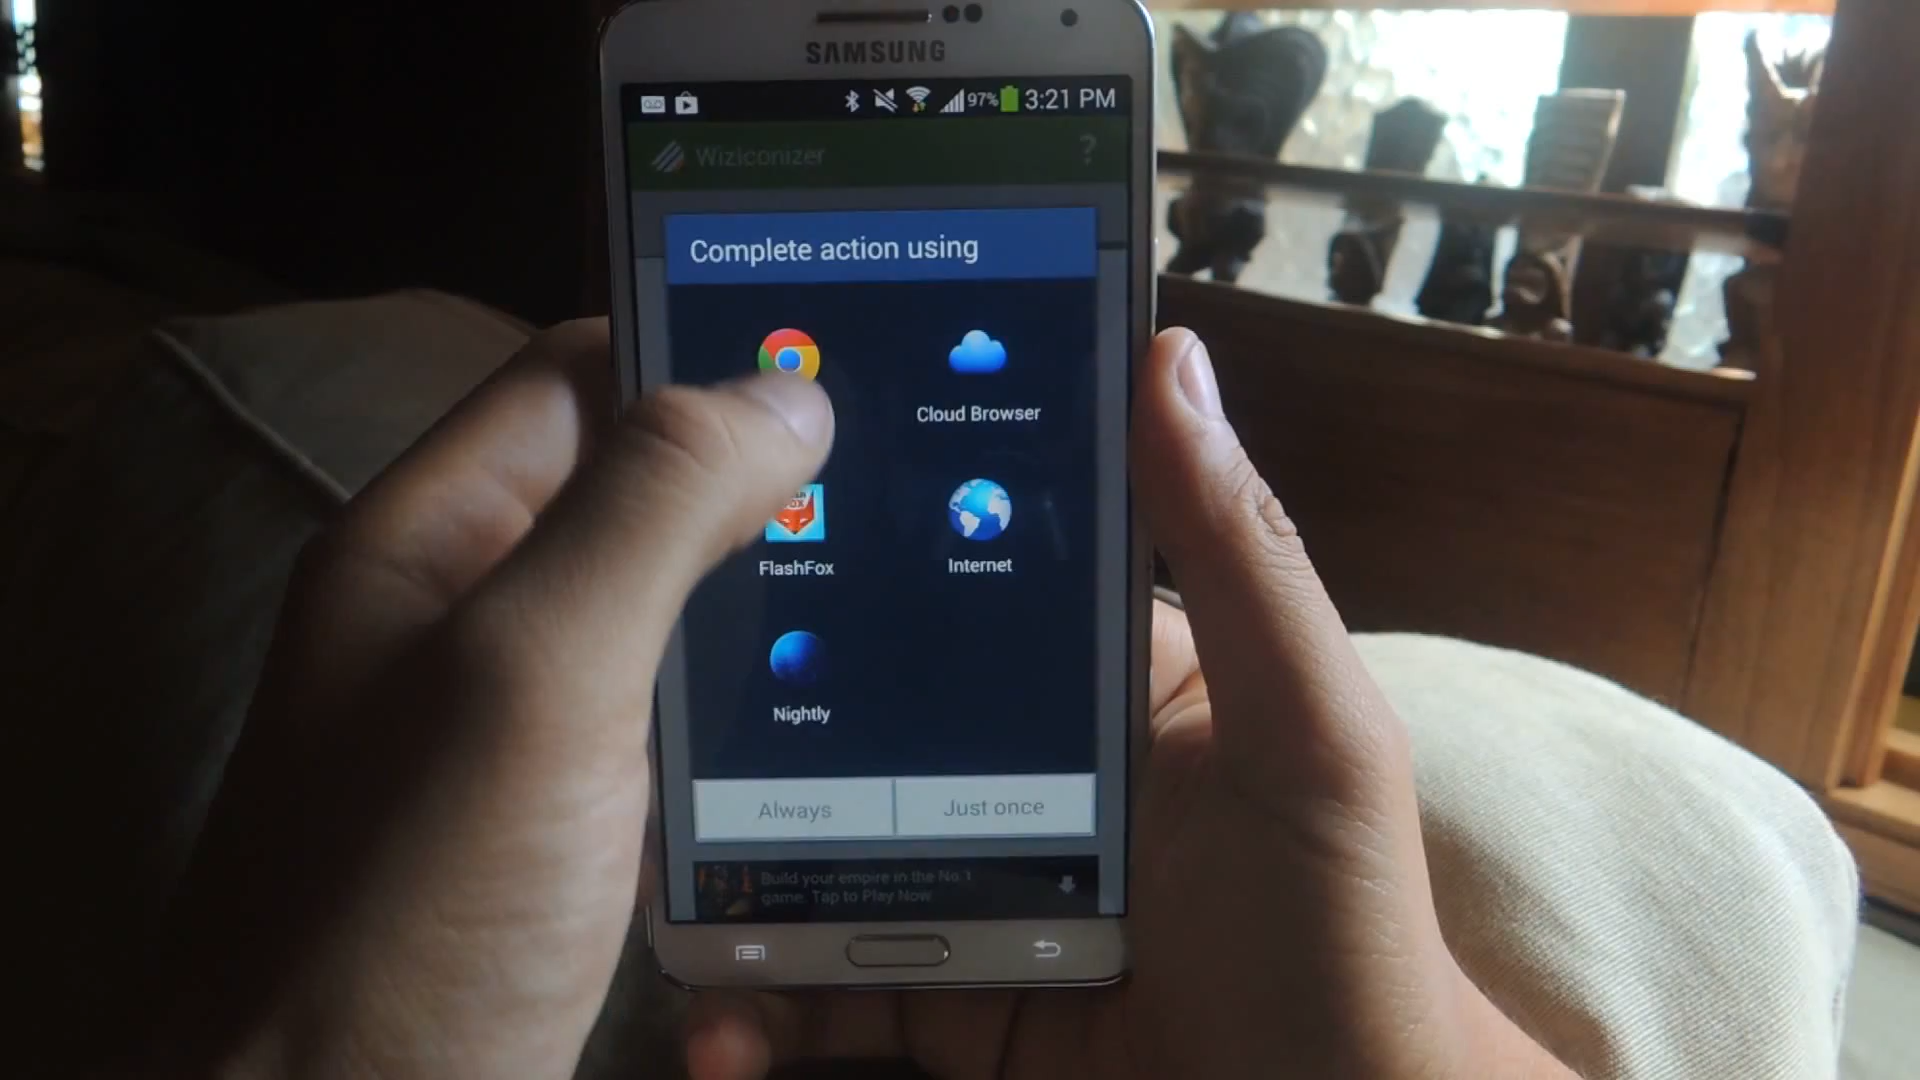 SAMSUNG
97% 3:21 PM
WizIconizer
?
Complete action using
Cloud Browser
FOX
FlashFox
Internet
Nightly
Always
Just once
Build your empire in the No.1
game. Tap to Play Now